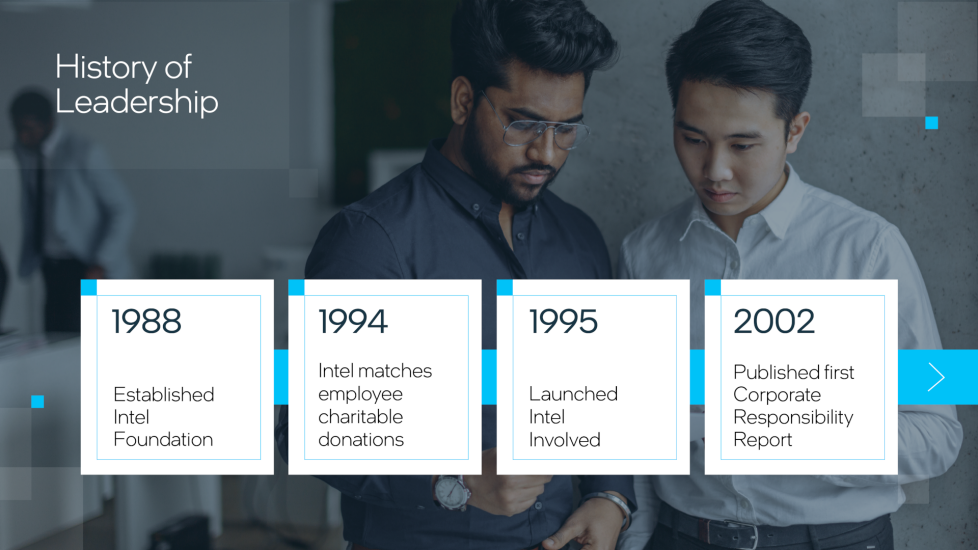 History of
Leadership
1988
Established
Intel
Foundation
1994
Intel matches
employee
charitable
donations
1995
Launched
Intel
Involved
2002
Published first
Corporate
Responsibility
Report